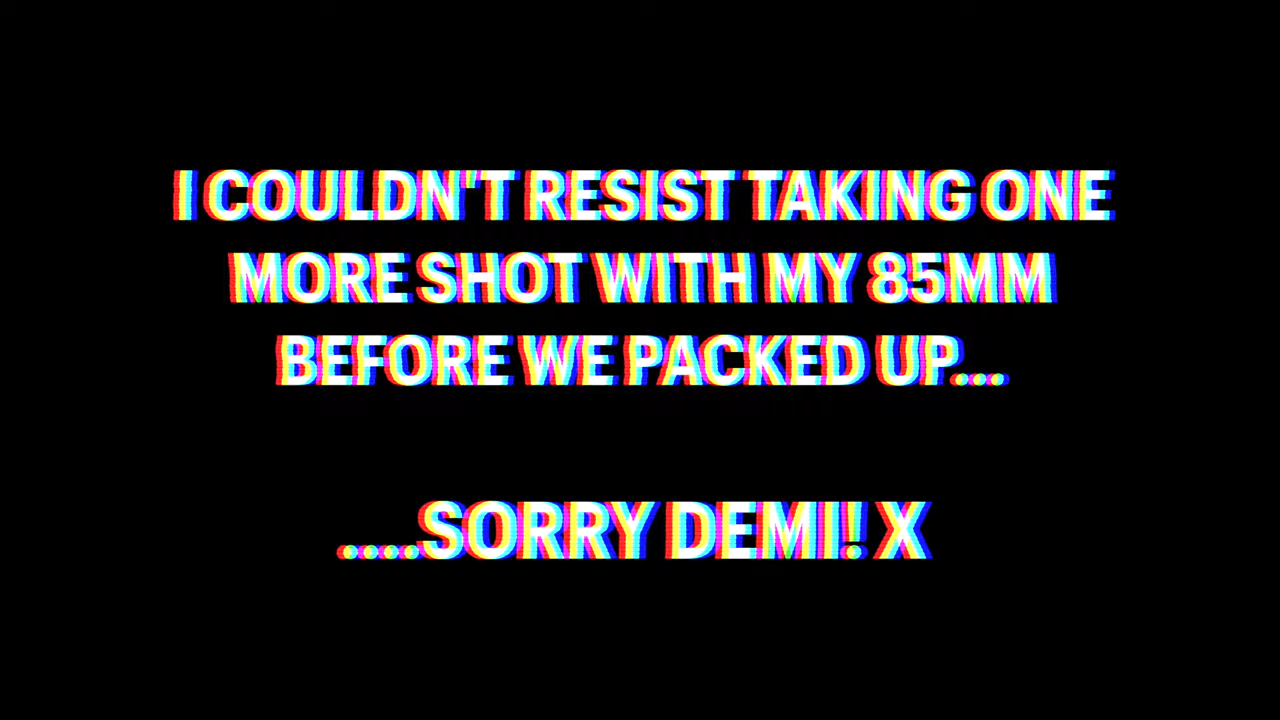 I COULDN'T RESIST TAKING ONE
MORE SHOT WITH MY 85MM
BEFORE WE PACKED UP....
.....SORRY DEMI! X